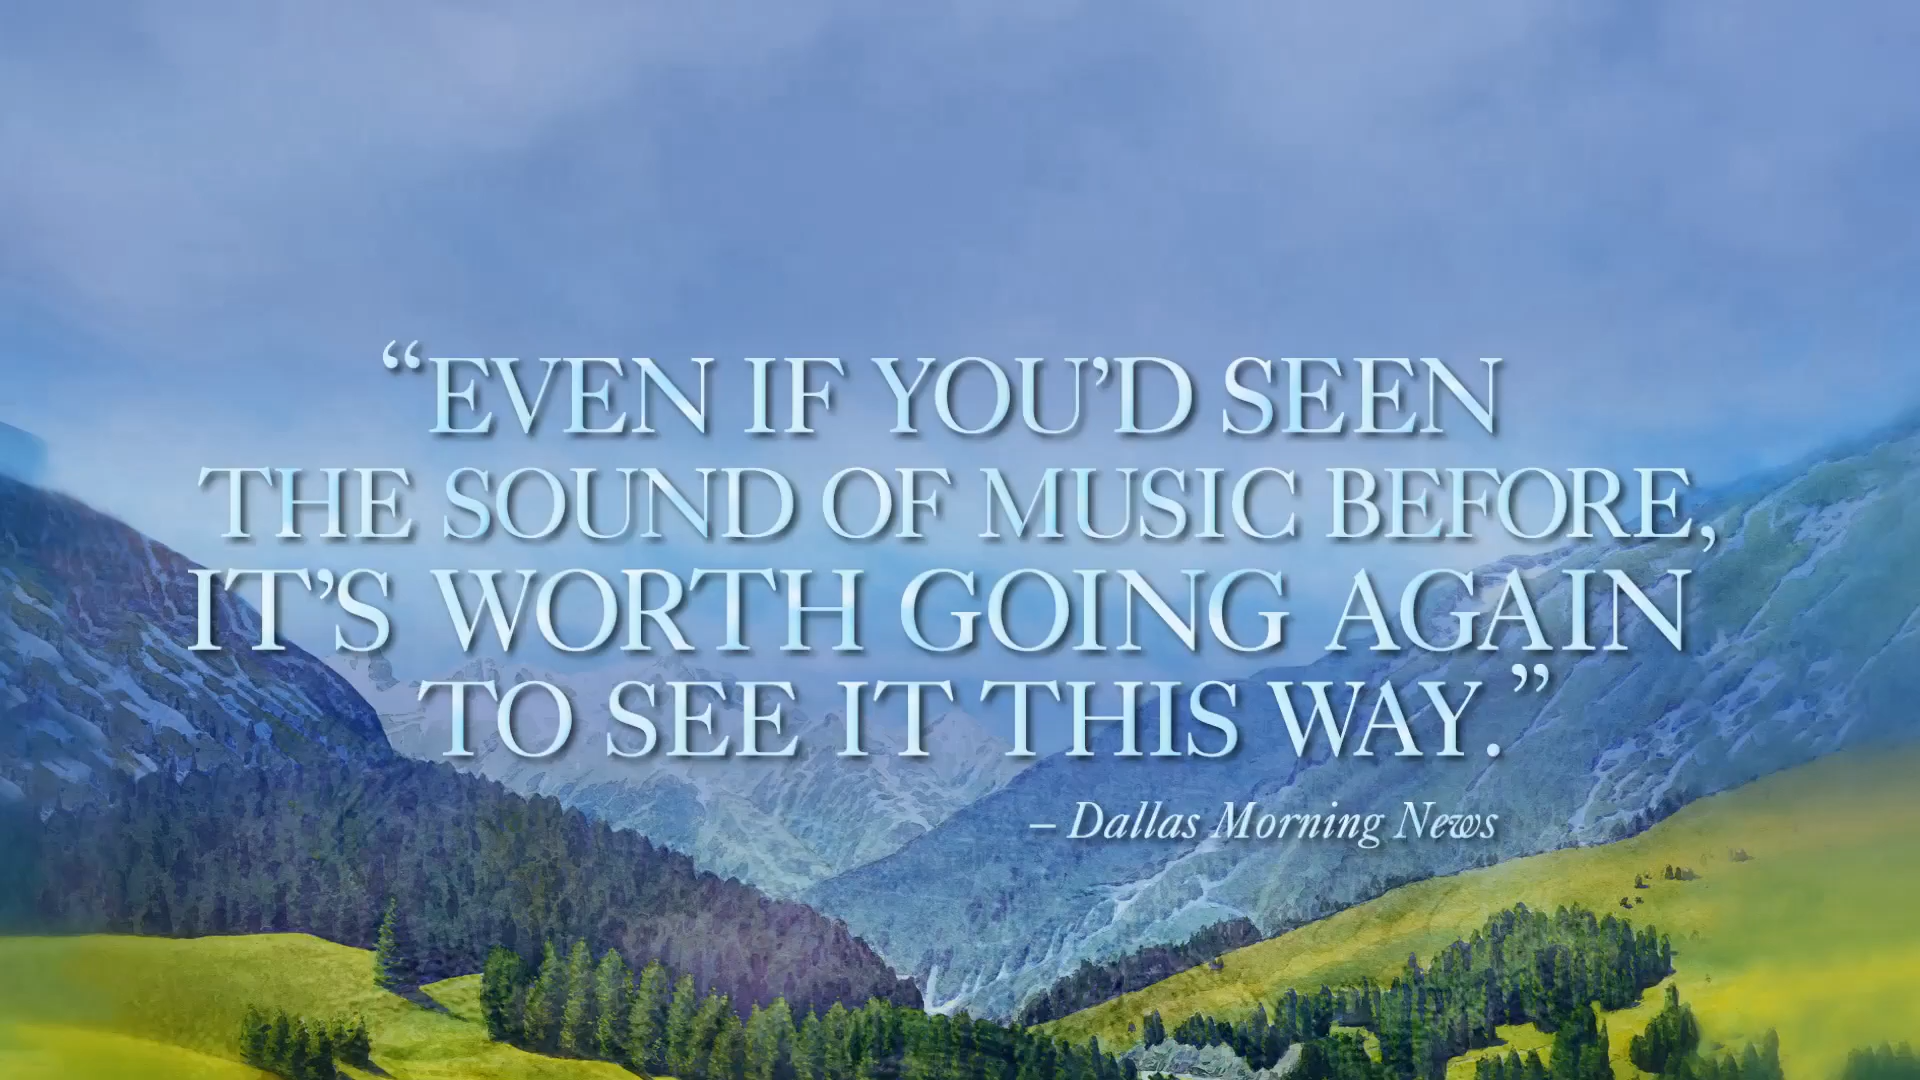 “EVEN IF YOU’D SEEN
THE SOUND OF MUSIC BEFORE,
IT’S WORTH GOING AGAIN
TO SEE IT THIS WAY.”
– Dallas Morning News